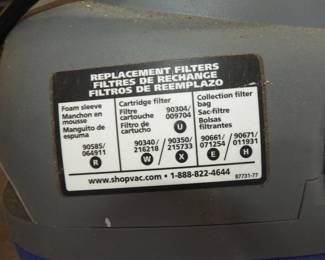 REPLACEMENT FILTERS
FILTRES DE RECHANGE
FILTROS DE REEMPLAZO
Foam sleeve
Manchon en
mousse
Manguito de
espuma
90585/
064911
R
Cartridge filter
Filtre
cartouche
Filtro de
cartucho
90304/
009704
U
90340/
216218
W
90350/
215733
X
Collection filter
bag
Sac-filtre
Bolsas
filtrantes
90661/
071254
E
90671/
011931
H
www.shopvac.com • 1-888-822-4644
87731-77